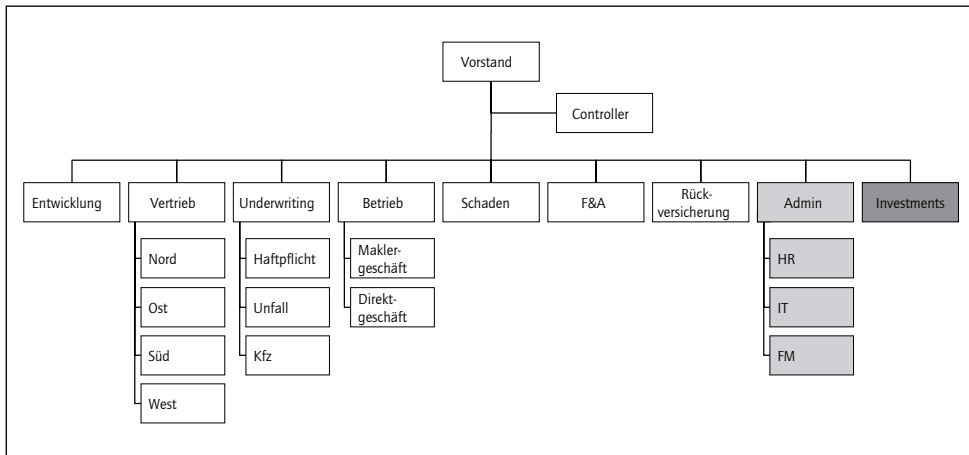 Vorstand
Controller
Entwicklung
Vertrieb
Underwriting
Betrieb
Schaden
F&A
Rück-
versicherung
Admin
Investments
Nord
Ost
Süd
West
Haftpflicht
Unfall
Kfz
Makler-
geschäft
Direkt-
geschäft
HR
IT
FM